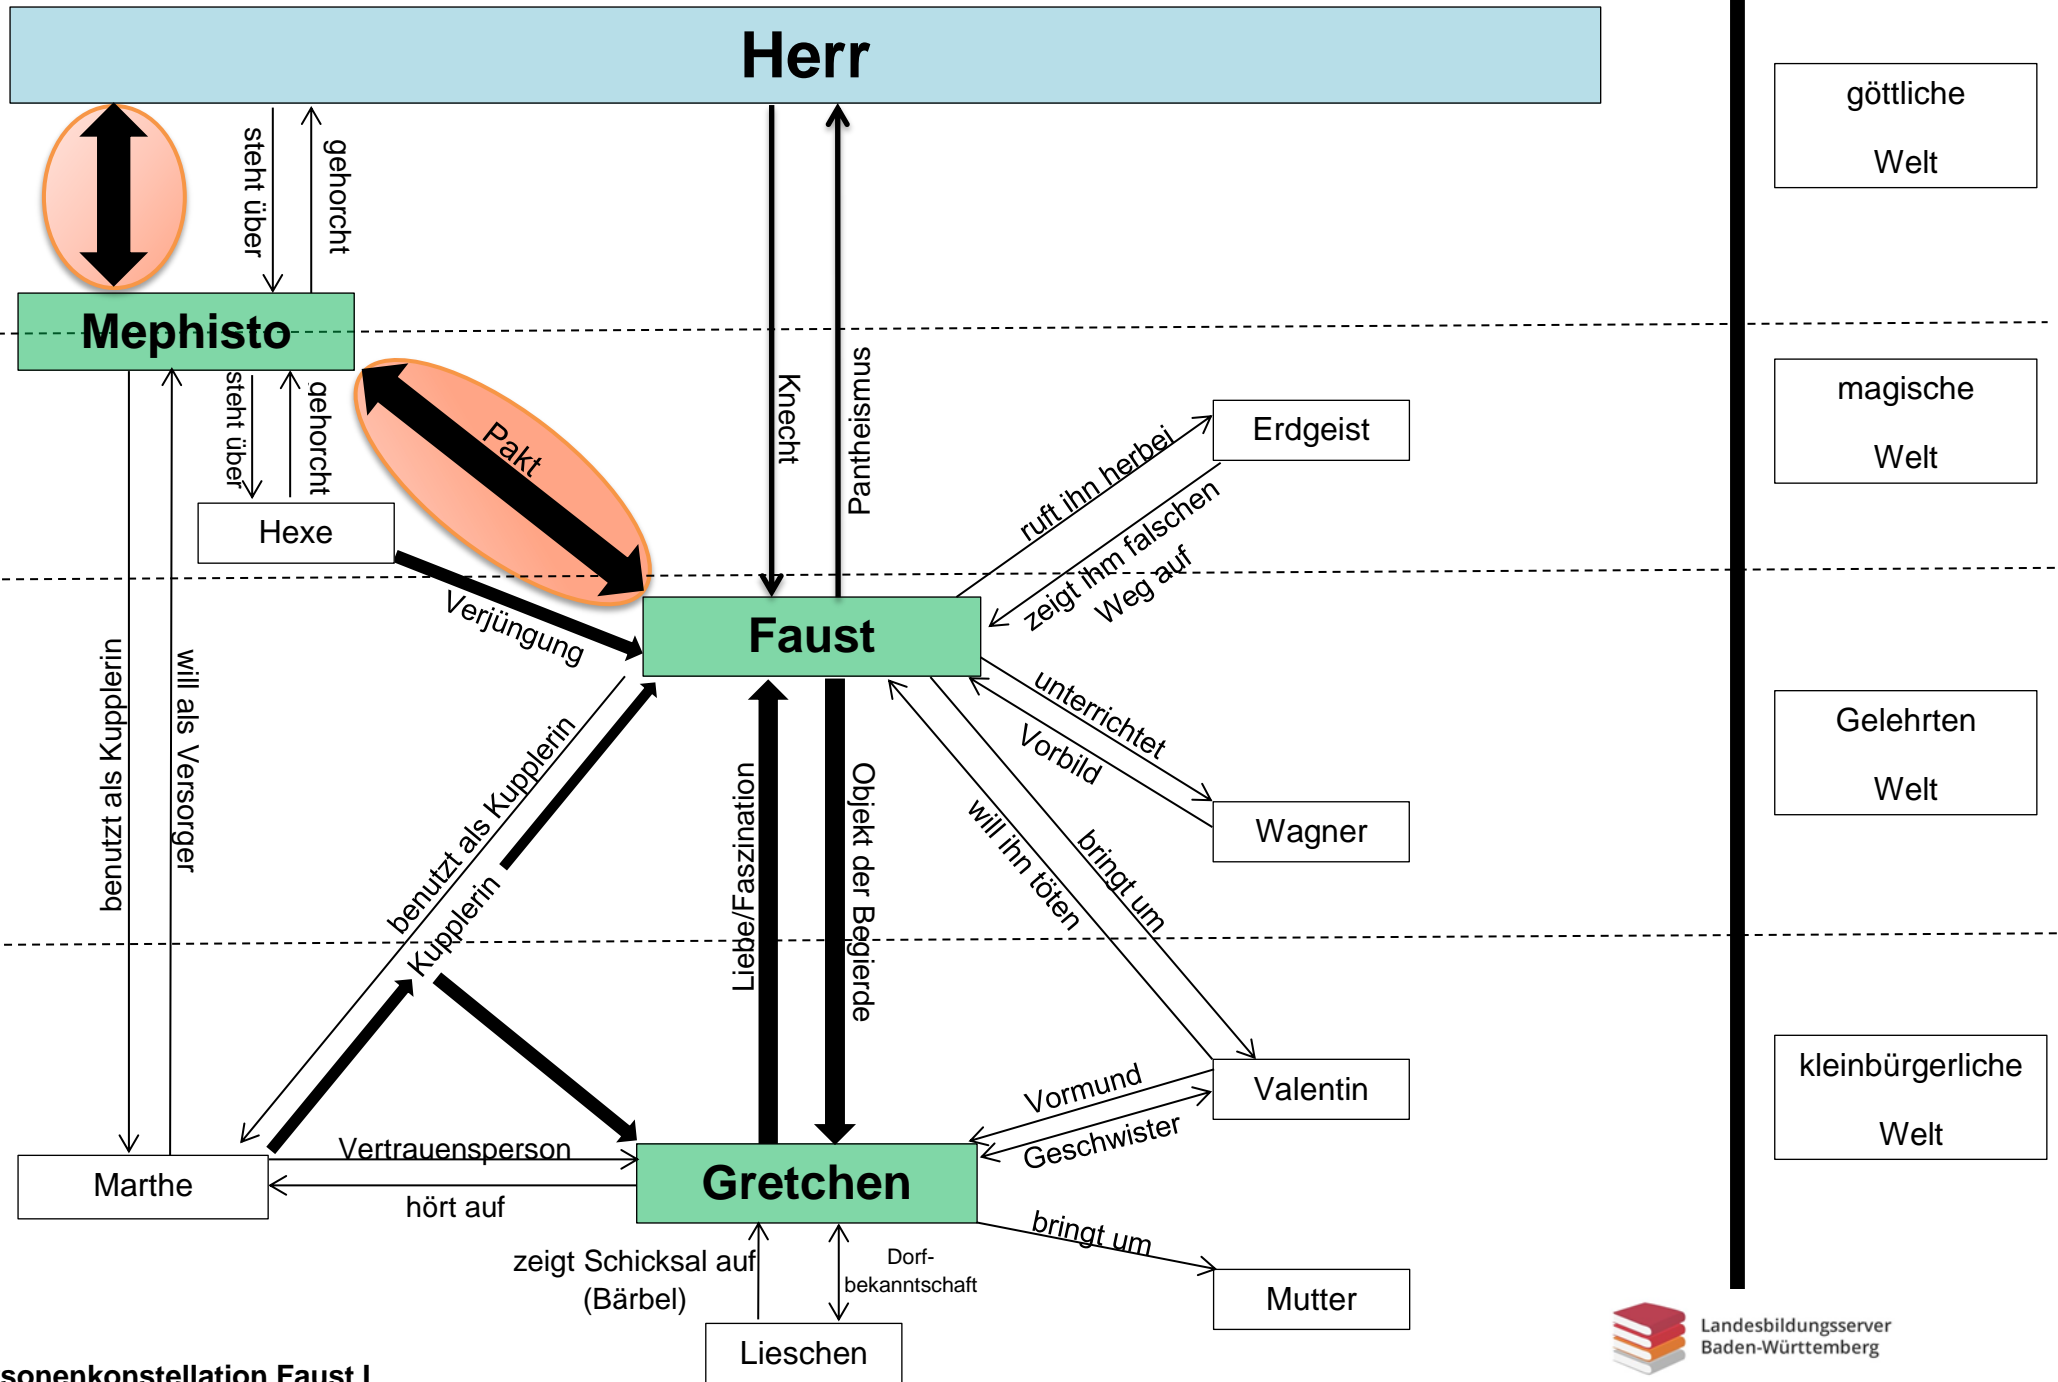 Herr
göttliche
Welt
steht über
gehorcht
Mephisto
magische
Welt
steht über
gehorcht
Pakt
Knecht
Pantheismus
Erdgeist
ruft ihn herbei
zeigt ihm falschen
Weg auf
Hexe
Verjüngung
Faust
Gelehrten
Welt
benutzt als Kupplerin
will als Versorger
benutzt als Kupplerin
Kupplerin
Liebe/Faszination
Objekt der Begierde
unterrichtet
Vorbild
Wagner
will ihn töten
bringt um
kleinbürgerliche
Welt
Vormund
Geschwister
Valentin
Marthe
Vertrauensperson
hört auf
Gretchen
bringt um
Mutter
zeigt Schicksal auf
(Bärbel)
Dorf-
bekanntschaft
Lieschen
Landesbildungsserver
Baden-Württemberg
sonenkonstellation Faust I